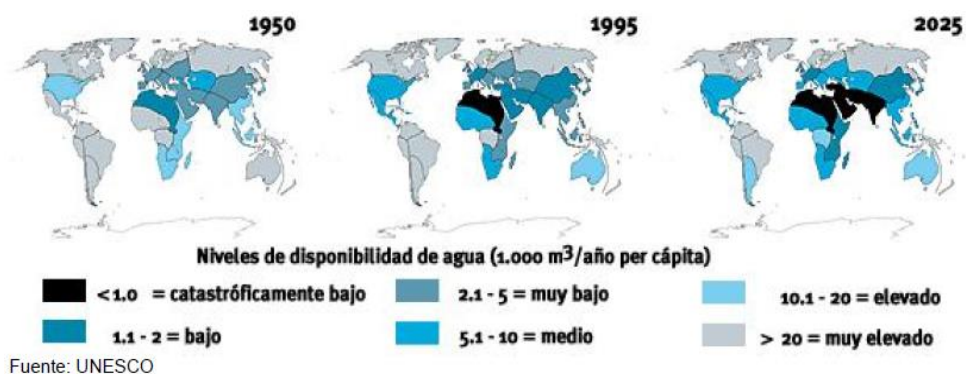 1950 1995 2025
Niveles de disponibilidad de agua (1.000 m³/año per cápita)
<1.0 = catastróficamente bajo 2.1 - 5 = muy bajo 10.1 - 20 = elevado
1.1 - 2 = bajo 5.1 - 10 = medio > 20 = muy elevado
Fuente: UNESCO